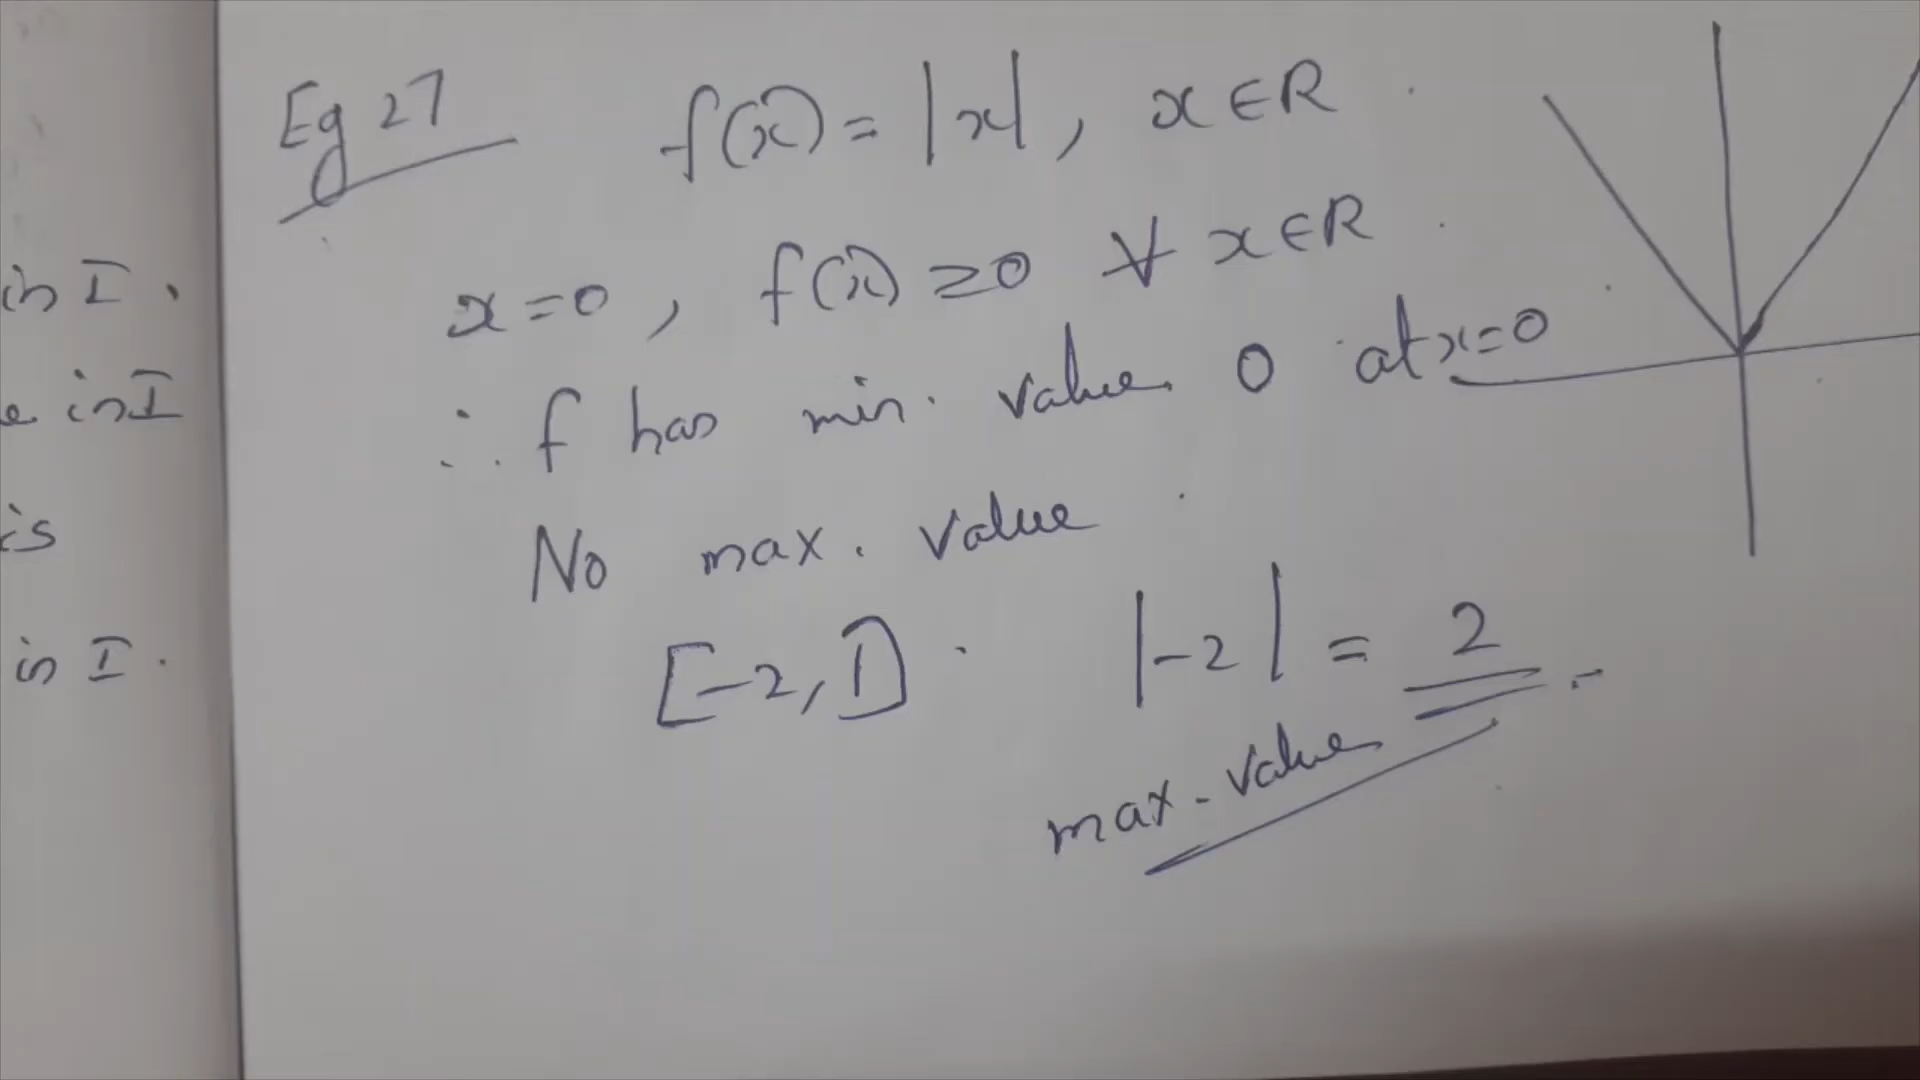 in I.
e in I
is
in I.
Eg 27 f(x) = |x|, x ∈ R.
x = 0, f(x) ≥ 0 ∀ x ∈ R.
∴ f has min. value 0 at x=0
No max. value
[-2, 1]. |-2| = 2
max. value